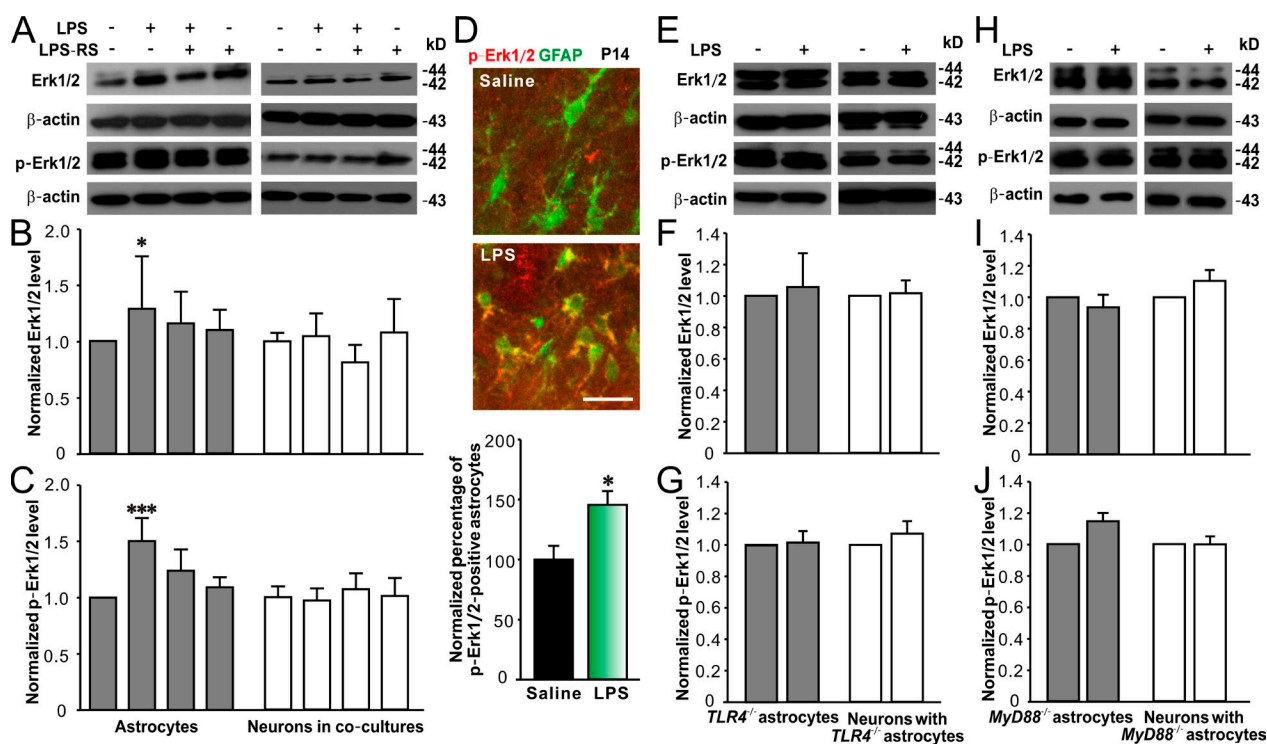 A
LPS - + + - - + + -
LPS-RS - - + + - - + + kD
Erk1/2 -44
-42
β-actin -43
p-Erk1/2 -44
-42
β-actin -43
B
Normalized Erk1/2 level
2.0
1.5
1.0
0.5
0
*
C
Normalized p-Erk1/2 level
2.0
1.5
1.0
0.5
0
***
Astrocytes Neurons in co-cultures
D
p-Erk1/2 GFAP P14
Saline
LPS
Normalized percentage of
p-Erk1/2-positive astrocytes
200
150
100
50
0
*
Saline LPS
E
LPS - + - + kD
Erk1/2 -44
-42
β-actin -43
p-Erk1/2 -44
-42
β-actin -43
F
Normalized Erk1/2 level
1.4
1.2
1.0
0.8
0.6
0.4
0.2
0
G
Normalized p-Erk1/2 level
1.4
1.2
1.0
0.8
0.6
0.4
0.2
0
TLR4-/- astrocytes Neurons with
TLR4-/- astrocytes
H
LPS - + - + kD
Erk1/2 -44
-42
β-actin -43
p-Erk1/2 -44
-42
β-actin -43
I
Normalized Erk1/2 level
1.4
1.2
1.0
0.8
0.6
0.4
0.2
0
J
Normalized p-Erk1/2 level
1.4
1.2
1.0
0.8
0.6
0.4
0.2
0
MyD88-/- astrocytes Neurons with
MyD88-/- astrocytes